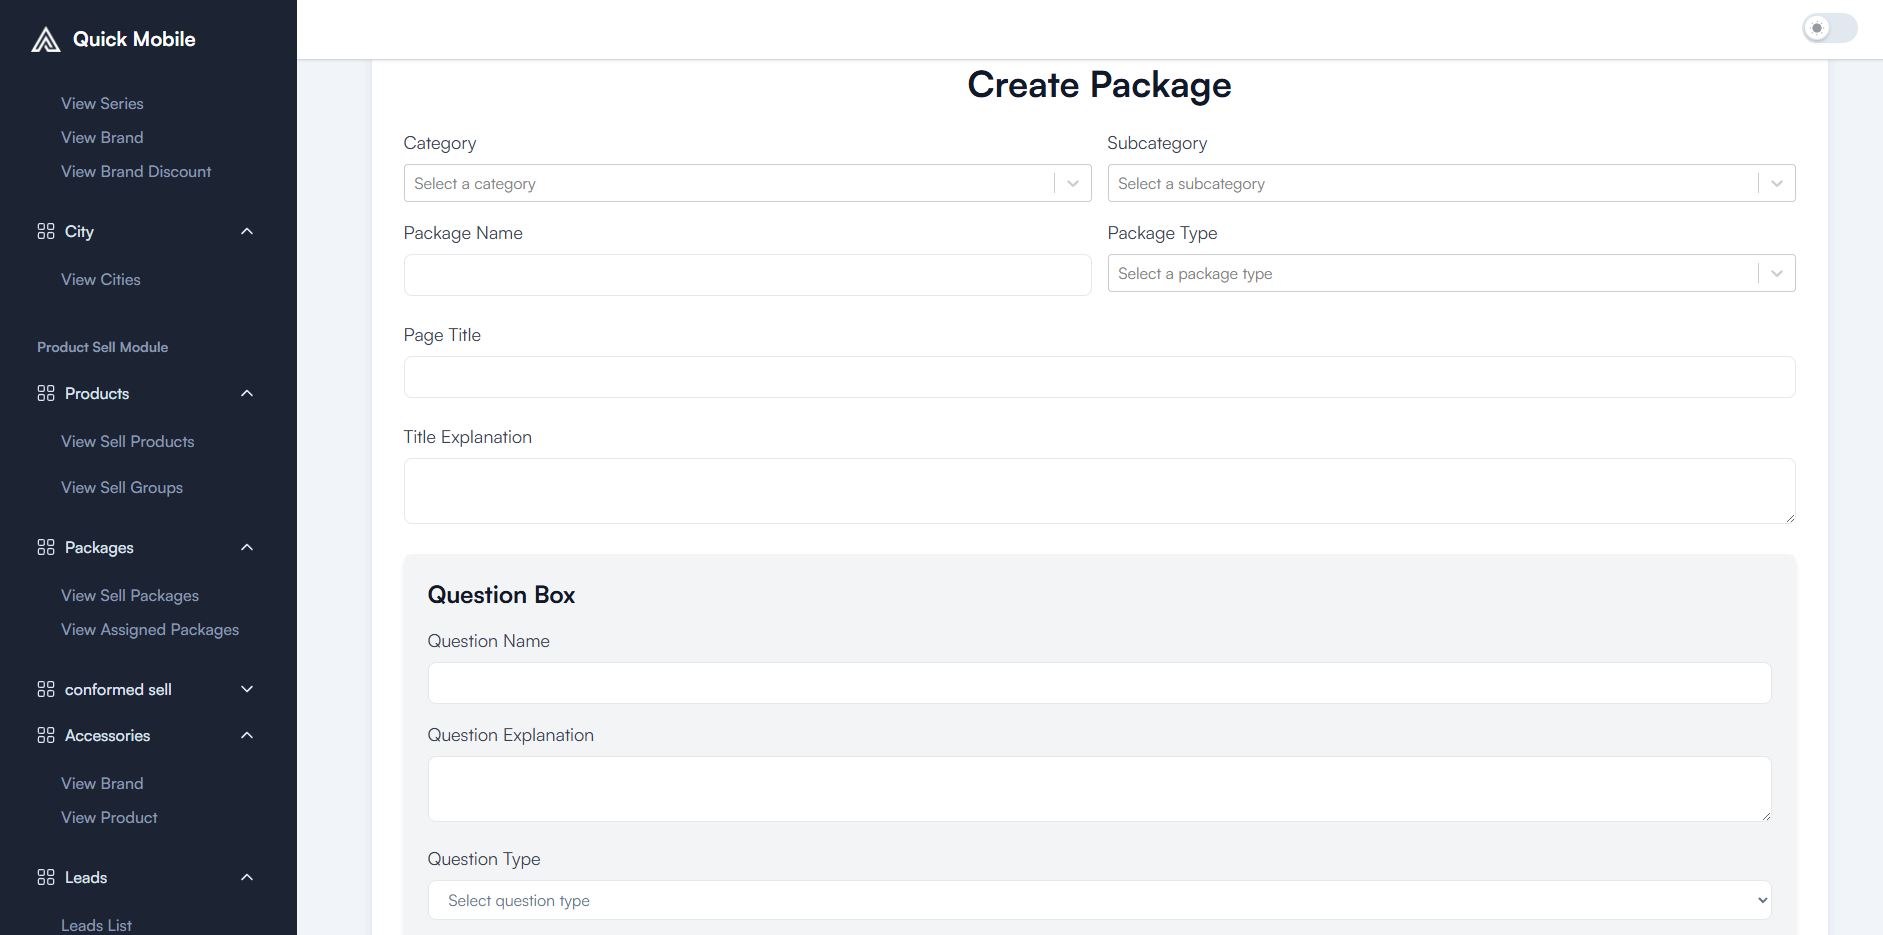 Quick Mobile
View Series
View Brand
View Brand Discount
City
View Cities
Product Sell Module
Products
View Sell Products
View Sell Groups
Packages
View Sell Packages
View Assigned Packages
conformed sell
Accessories
View Brand
View Product
Leads
Leads List
Create Package
Category
Subcategory
Select a category
Select a subcategory
Package Name
Package Type
Select a package type
Page Title
Title Explanation
Question Box
Question Name
Question Explanation
Question Type
Select question type